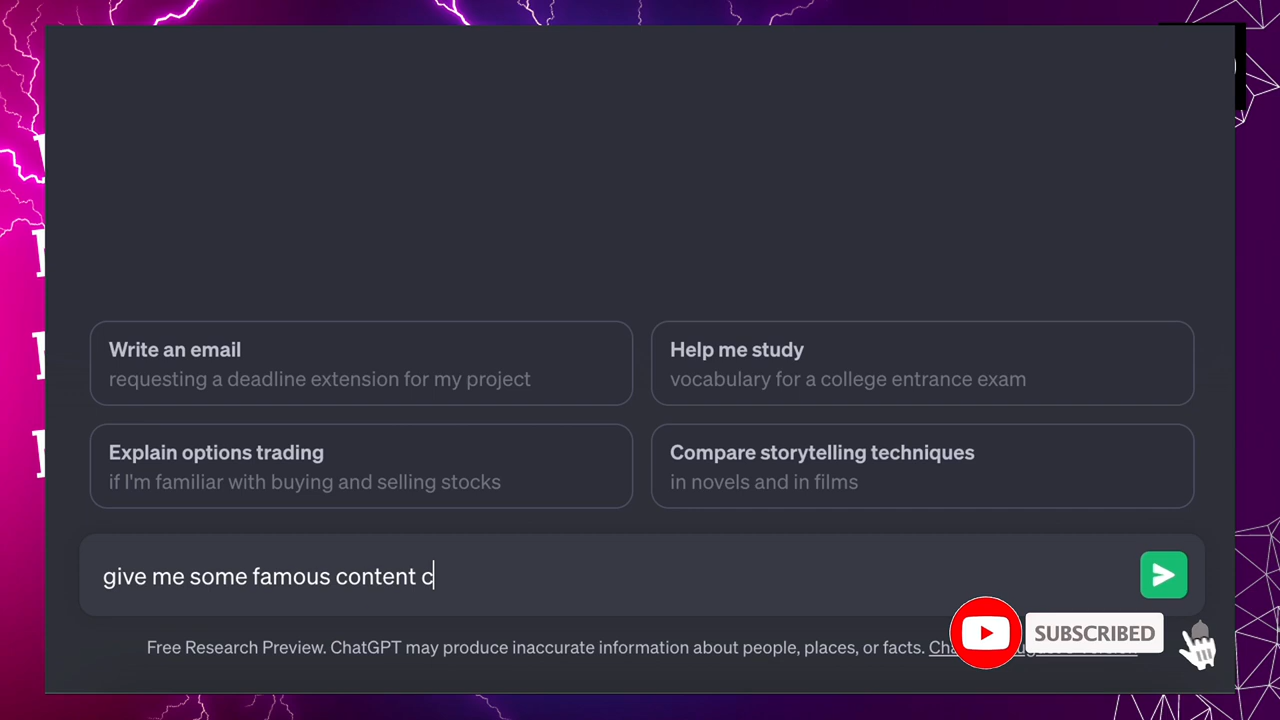 Write an email
requesting a deadline extension for my project
Help me study
vocabulary for a college entrance exam
Explain options trading
if I'm familiar with buying and selling stocks
Compare storytelling techniques
in novels and in films
give me some famous content c
Free Research Preview. ChatGPT may produce inaccurate information about people, places, or facts.
SUBSCRIBED